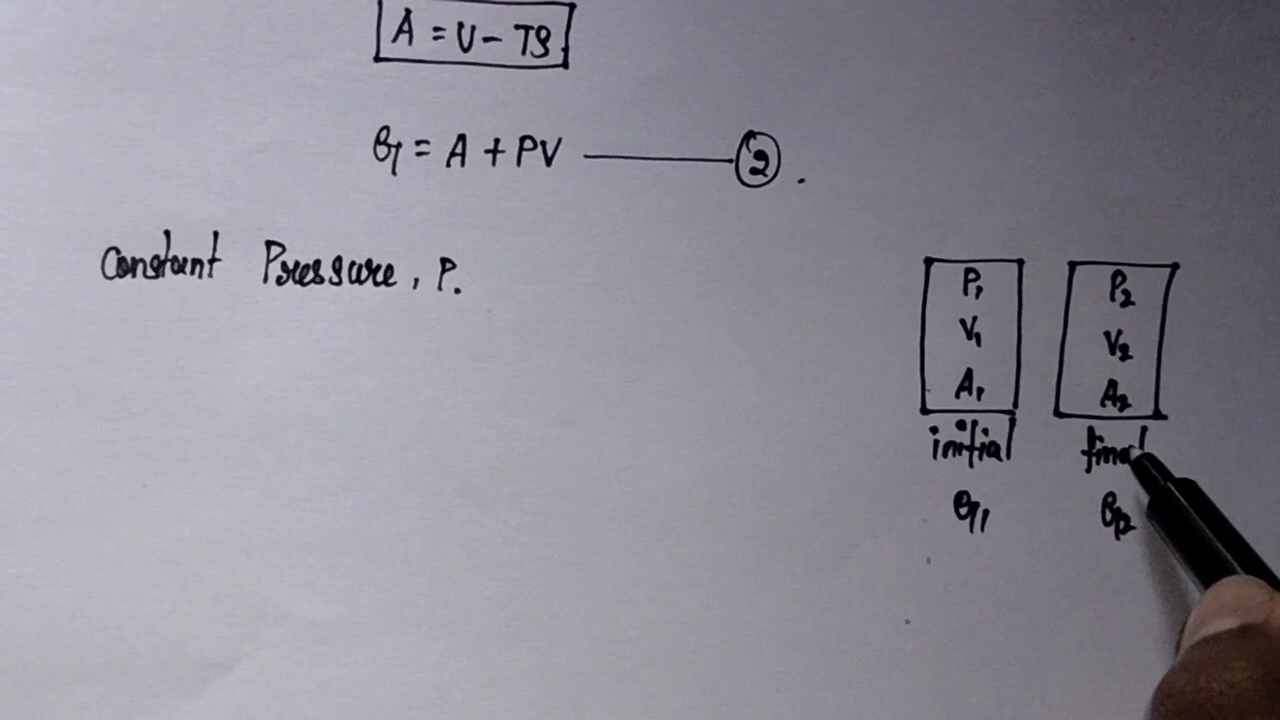 A = U - TS
G = A + PV ——— 2 .
Constant Pressure, P.
P1 P2
V1 V2
A1 A2
initial final
G1 G2